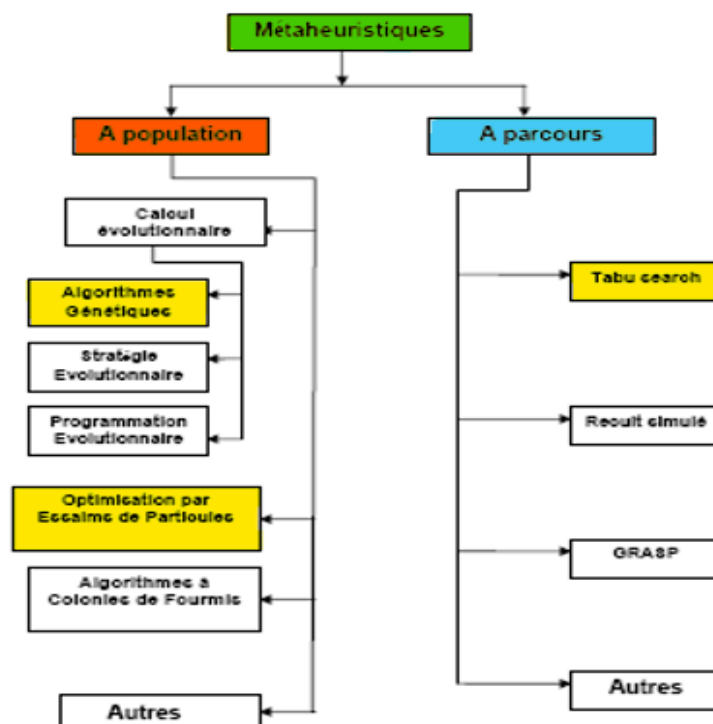 Métaheuristiques
A population
A parcours
Calcul
évolutionnaire
Algorithmes
Génétiques
Stratégie
Evolutionnaire
Programmation
Evolutionnaire
Optimisation par
Essaims de Particules
Algorithmes à
Colonies de Fourmis
Autres
Tabu search
Recuit simulé
GRASP
Autres